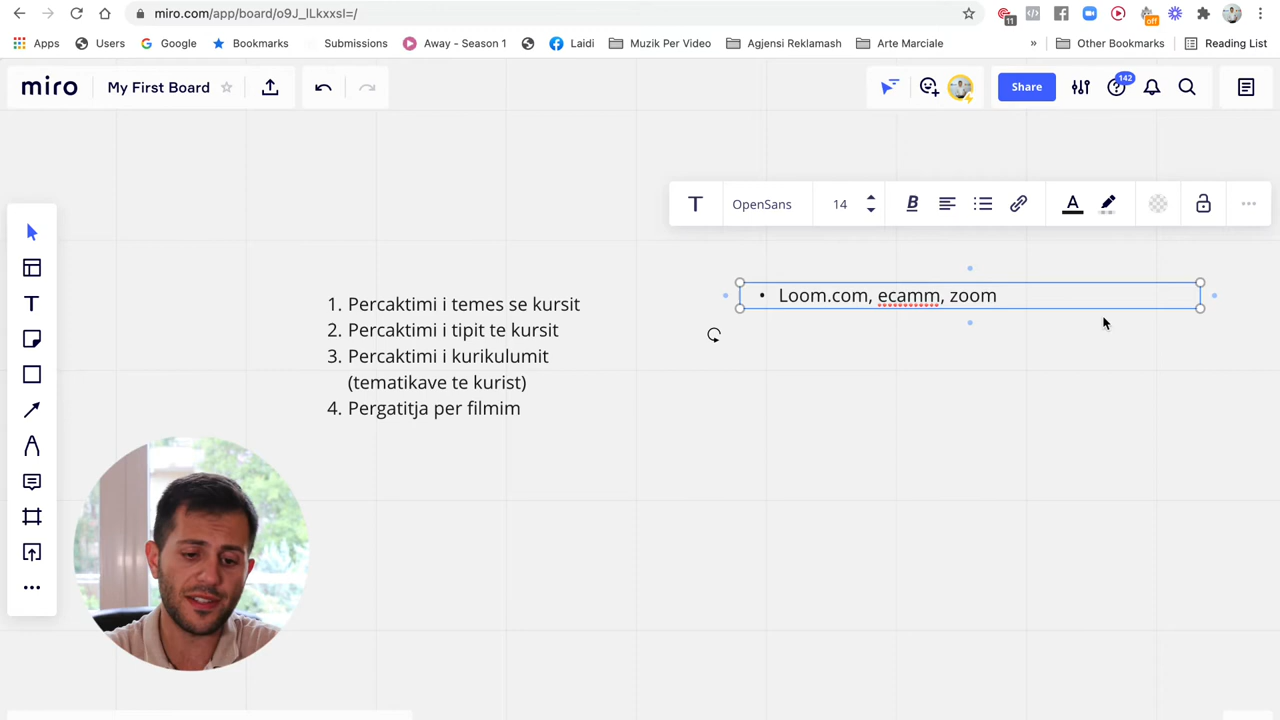 miro.com/app/board/o9J_lLkxxsI=/
11
off
Apps
Users
Google
Bookmarks
Submissions
Away - Season 1
Laidi
Muzik Per Video
Agjensi Reklamash
Arte Marciale
»
Other Bookmarks
Reading List
miro
My First Board
Share
142
T
OpenSans
14
B
A
1. Percaktimi i temes se kursit
2. Percaktimi i tipit te kursit
3. Percaktimi i kurikulumit
(tematikave te kurist)
4. Pergatitja per filmim
• Loom.com, ecamm, zoom